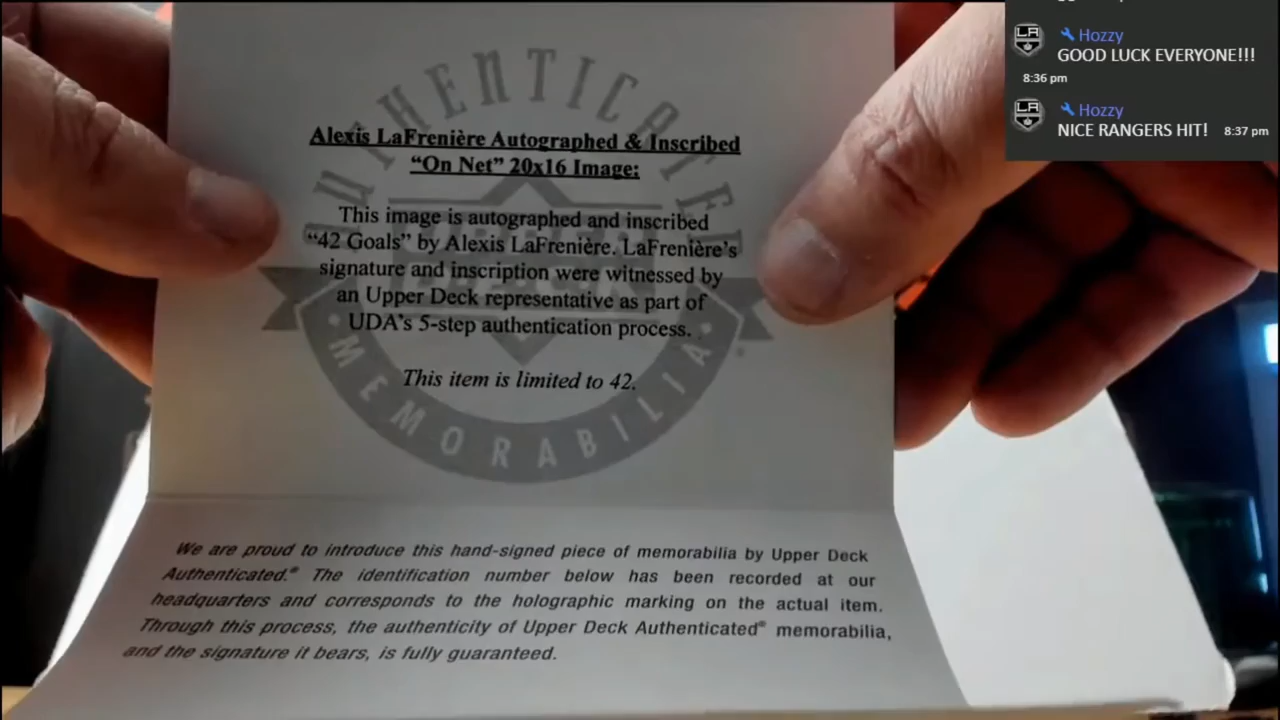 Hozzy
GOOD LUCK EVERYONE!!!
8:36 pm
Hozzy
NICE RANGERS HIT! 8:37 pm
AUTHENTICATED
Alexis LaFrenière Autographed & Inscribed
“On Net” 20x16 Image:
This image is autographed and inscribed
“42 Goals” by Alexis LaFrenière. LaFrenière’s
signature and inscription were witnessed by
an Upper Deck representative as part of
UDA’s 5-step authentication process.
This item is limited to 42.
MEMORABILIA
We are proud to introduce this hand-signed piece of memorabilia by Upper Deck
Authenticated.® The identification number below has been recorded at our
headquarters and corresponds to the holographic marking on the actual item.
Through this process, the authenticity of Upper Deck Authenticated® memorabilia,
and the signature it bears, is fully guaranteed.